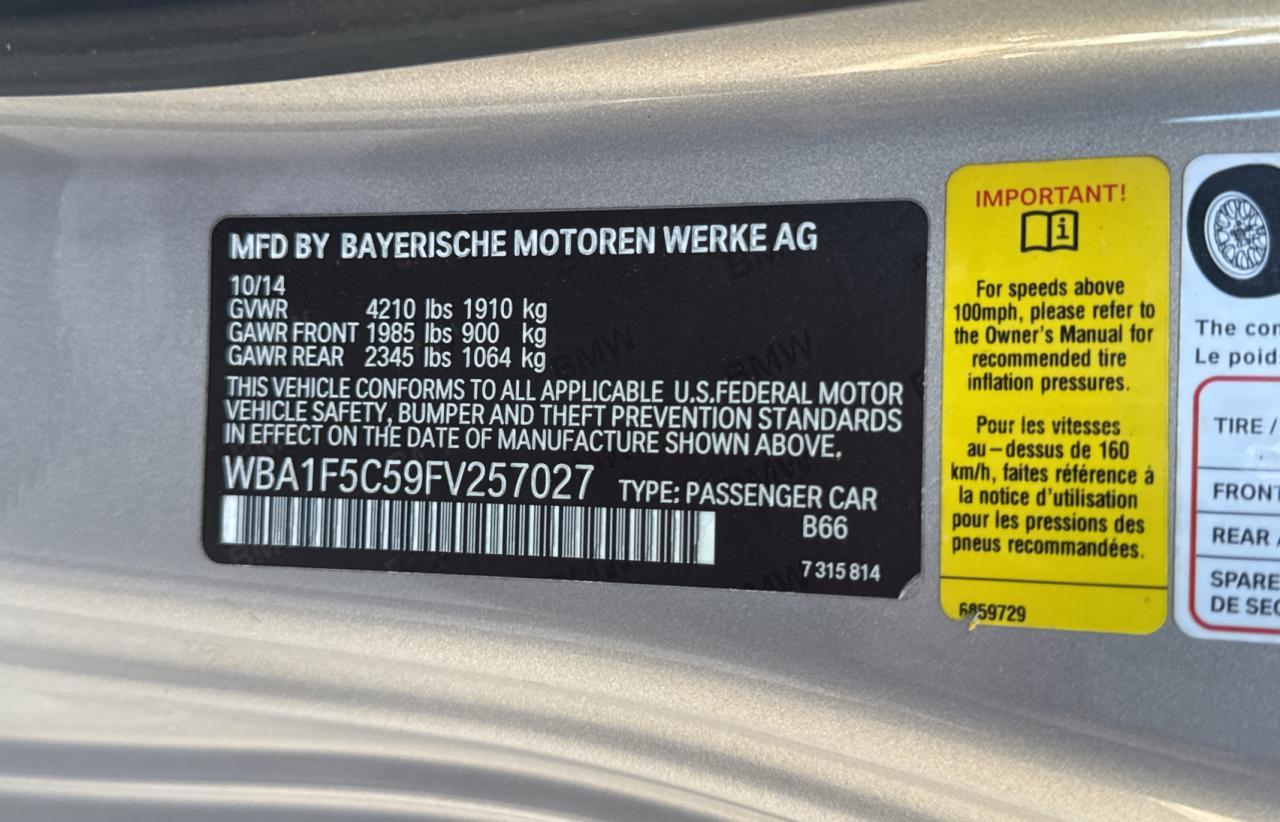 MFD BY BAYERISCHE MOTOREN WERKE AG
10/14
GVWR 4210 lbs 1910 kg
GAWR FRONT 1985 lbs 900 kg
GAWR REAR 2345 lbs 1064 kg
THIS VEHICLE CONFORMS TO ALL APPLICABLE U.S.FEDERAL MOTOR
VEHICLE SAFETY, BUMPER AND THEFT PREVENTION STANDARDS
IN EFFECT ON THE DATE OF MANUFACTURE SHOWN ABOVE.
WBA1F5C59FV257027 TYPE: PASSENGER CAR
B66
7 315 814
IMPORTANT!
i
For speeds above
100mph, please refer to
the Owner's Manual for
recommended tire
inflation pressures.
Pour les vitesses
au-dessus de 160
km/h, faites référence à
la notice d'utilisation
pour les pressions des
pneus recommandées.
6859729
The
Le
TIRE /
FRONT
REAR
SPARE
DE